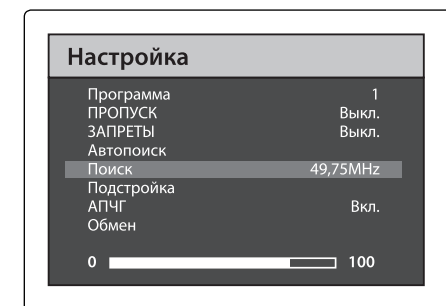 Настройка
Программа 1
ПРОПУСК Выкл.
ЗАПРЕТЫ Выкл.
Автопоиск
Поиск 49,75MHz
Подстройка
АПЧГ Вкл.
Обмен
0 100